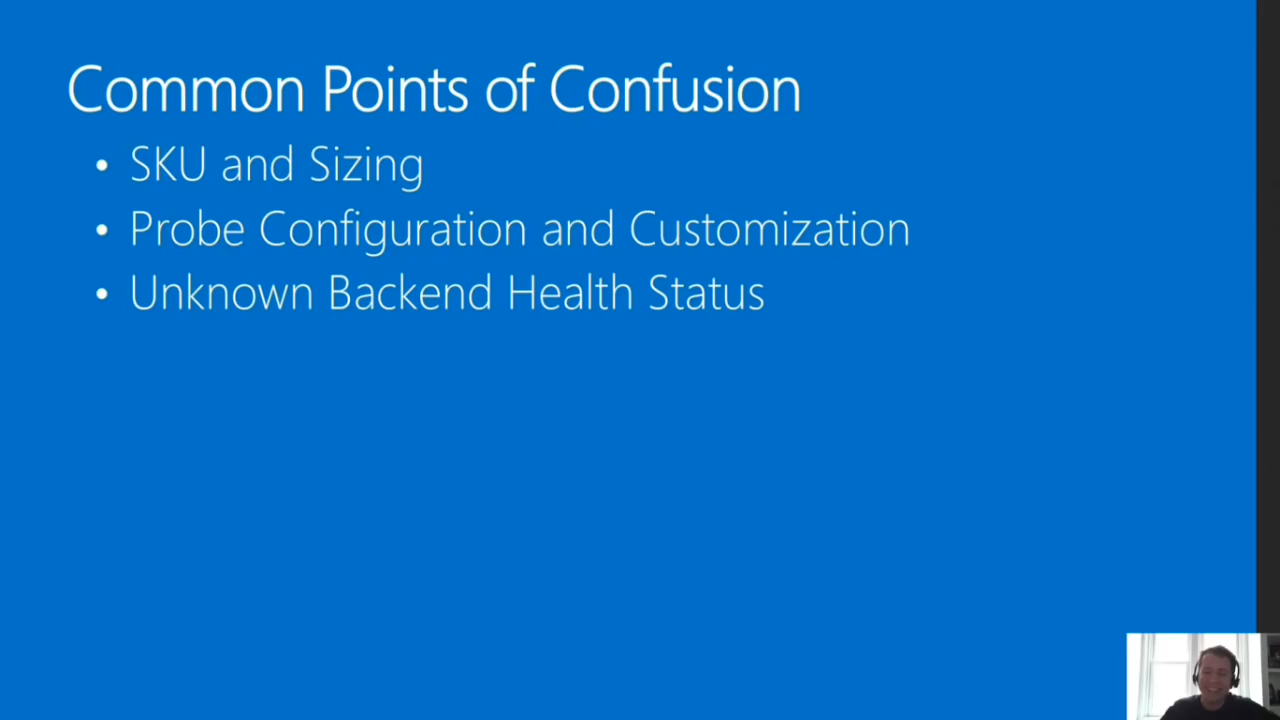 Common Points of Confusion
• SKU and Sizing
• Probe Configuration and Customization
• Unknown Backend Health Status